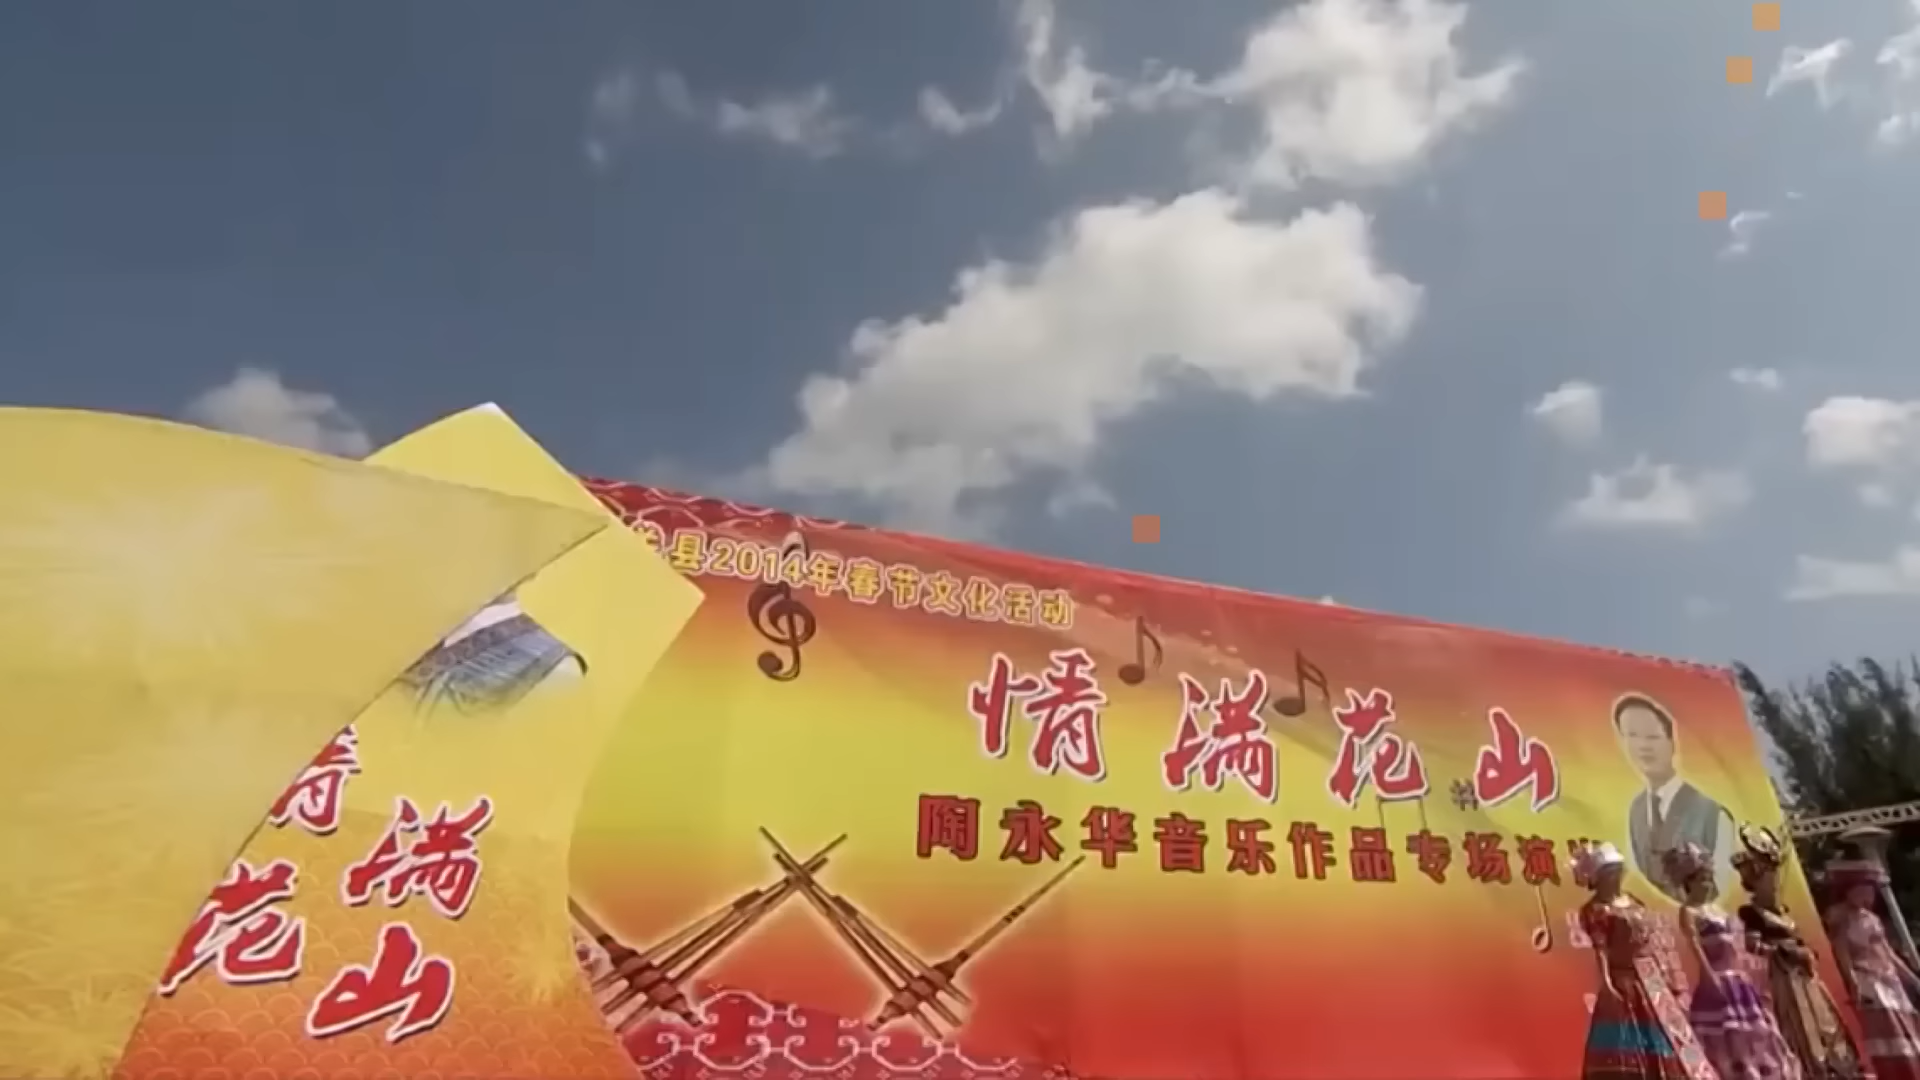 县2014年春节文化活动
情满花山
陶永华音乐作品专场演
情
满
花
山